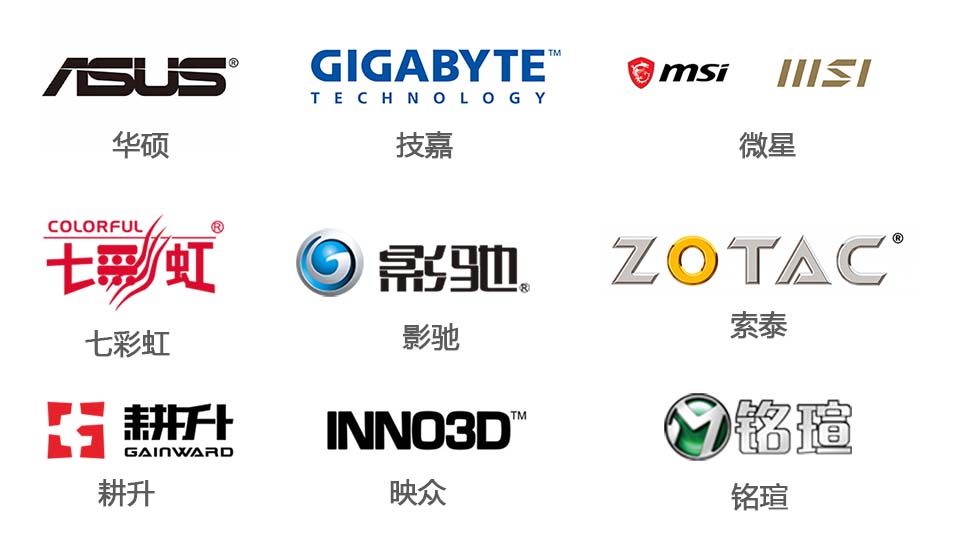 ASUS®
GIGABYTE™
TECHNOLOGY
msi
MSI
华硕
技嘉
微星
COLORFUL®
七彩虹
影驰®
ZOTAC®
七彩虹
影驰
索泰
耕升
GAINWARD
INNO3D™
M铭瑄
耕升
映众
铭瑄